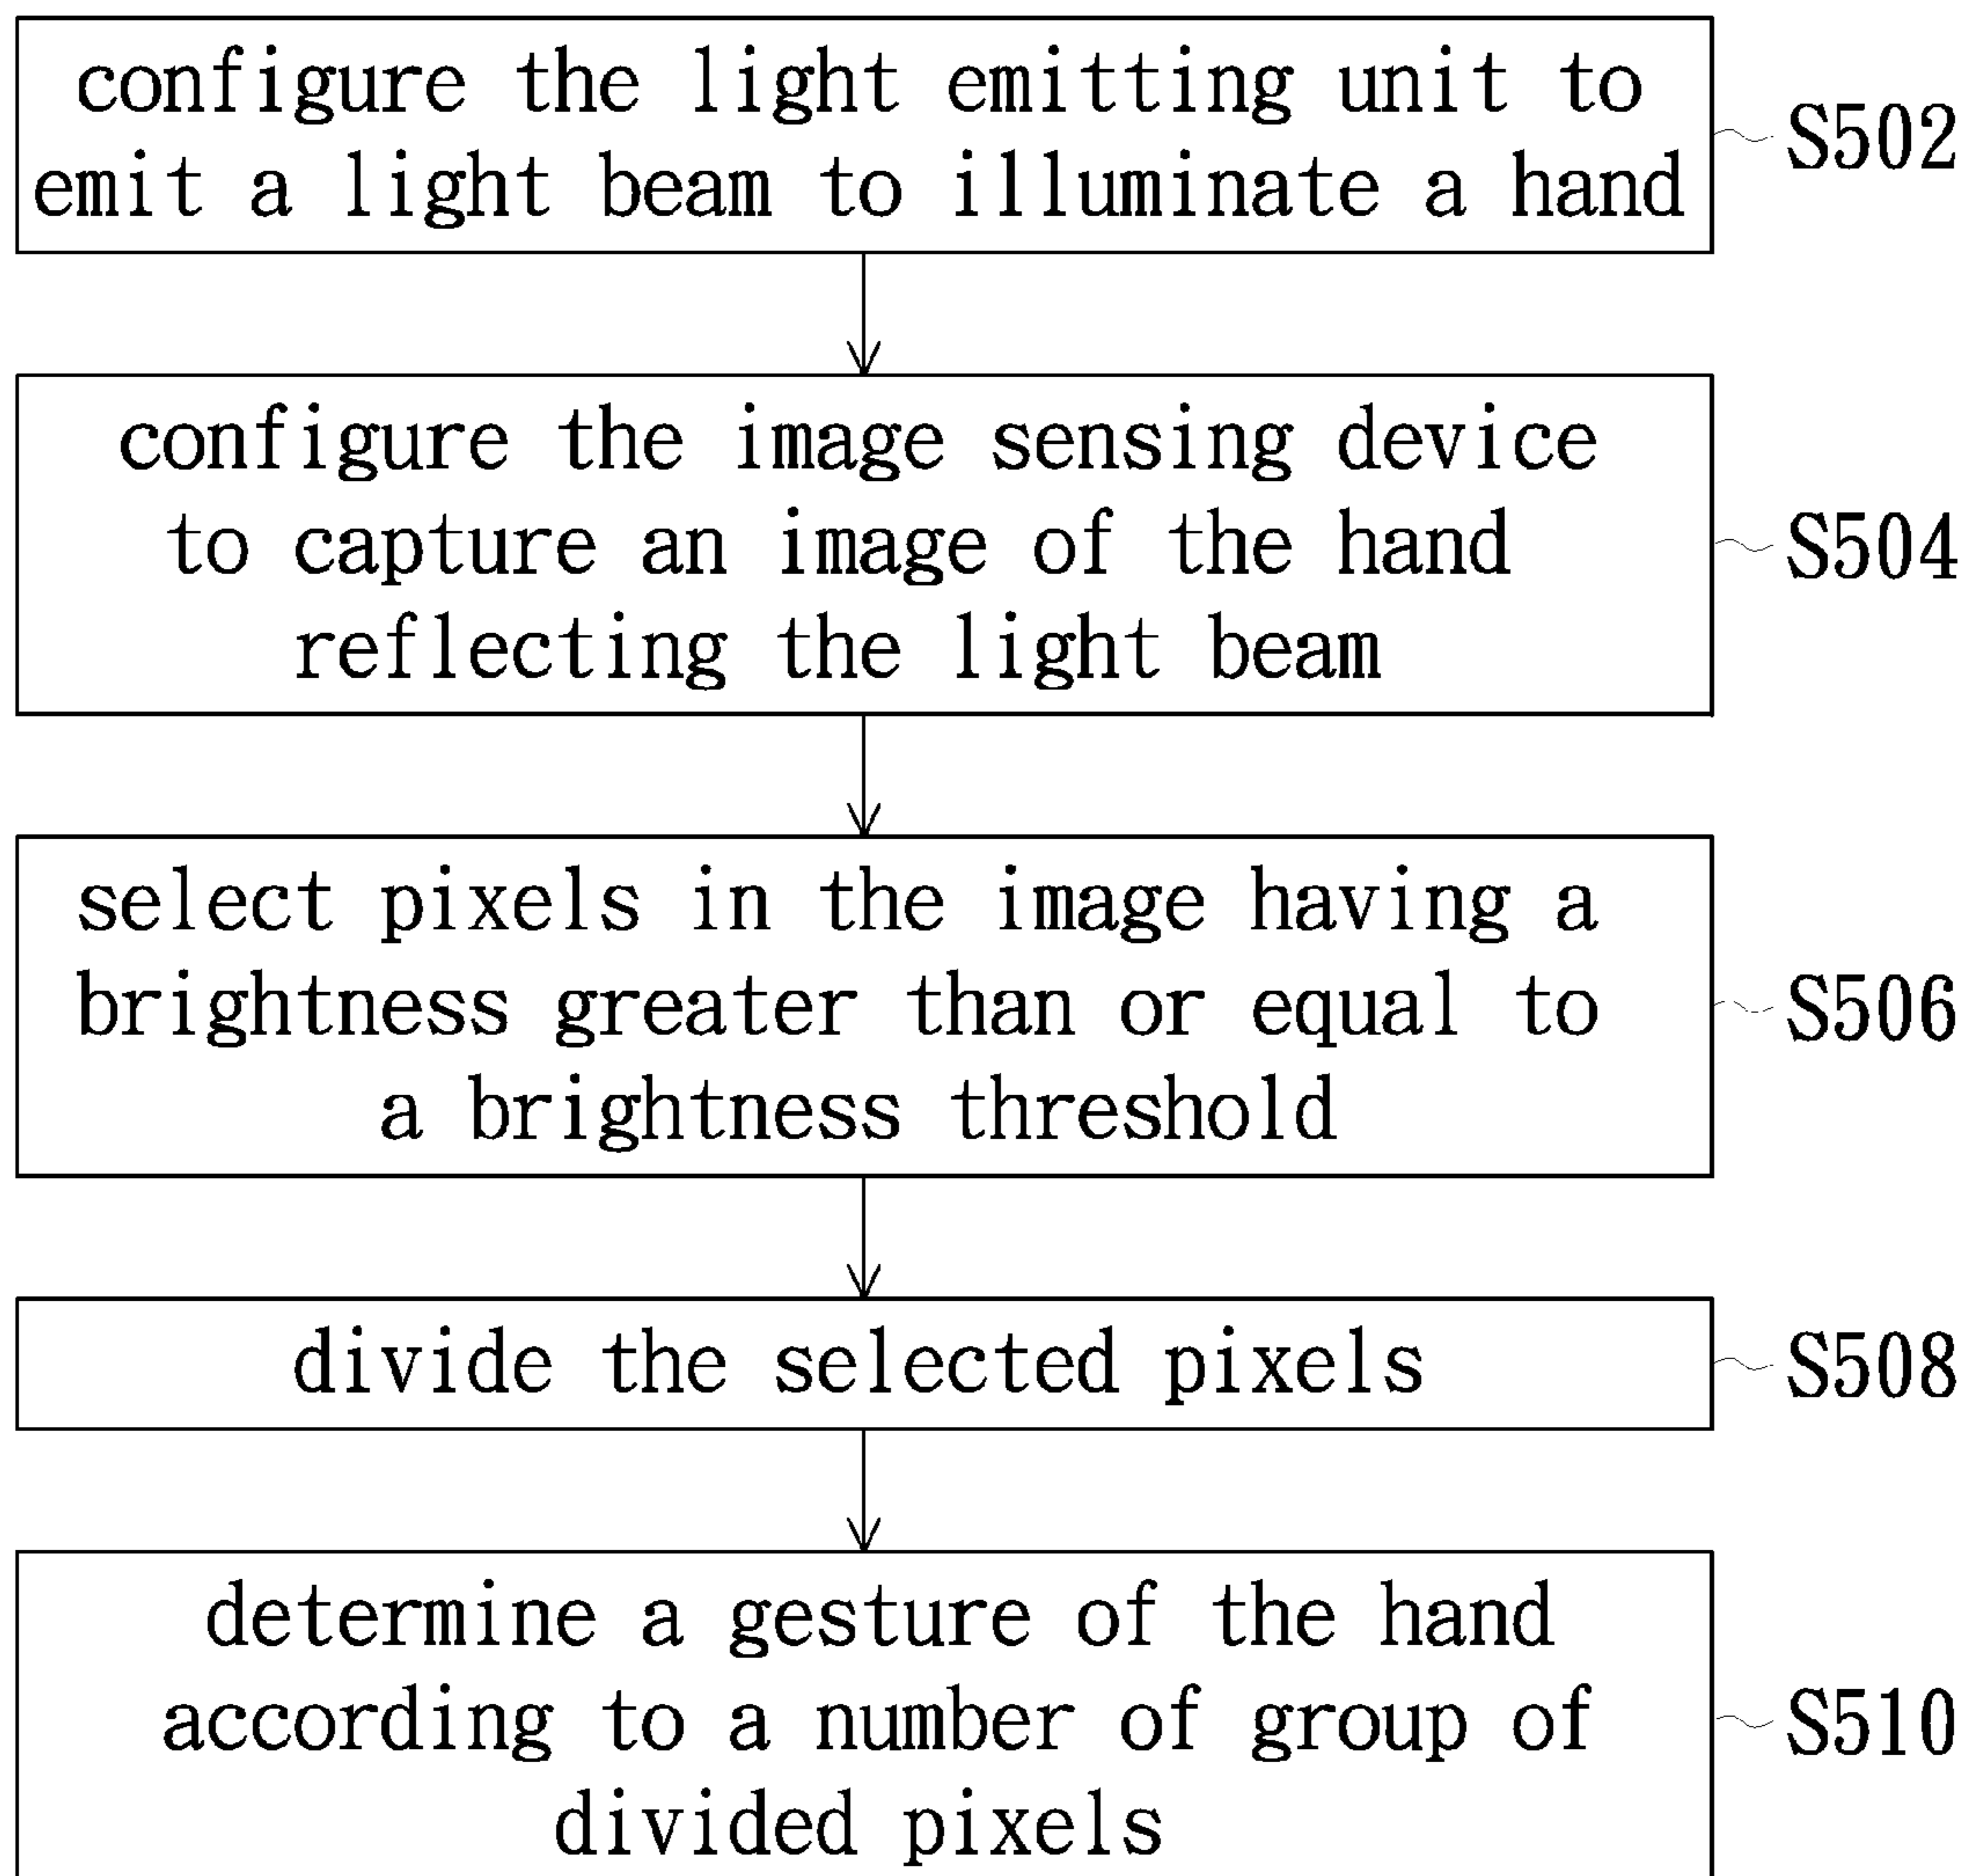 configure the light emitting unit to
emit a light beam to illuminate a hand
S502
configure the image sensing device
to capture an image of the hand
reflecting the light beam
S504
select pixels in the image having a
brightness greater than or equal to
a brightness threshold
S506
divide the selected pixels
S508
determine a gesture of the hand
according to a number of group of
divided pixels
S510